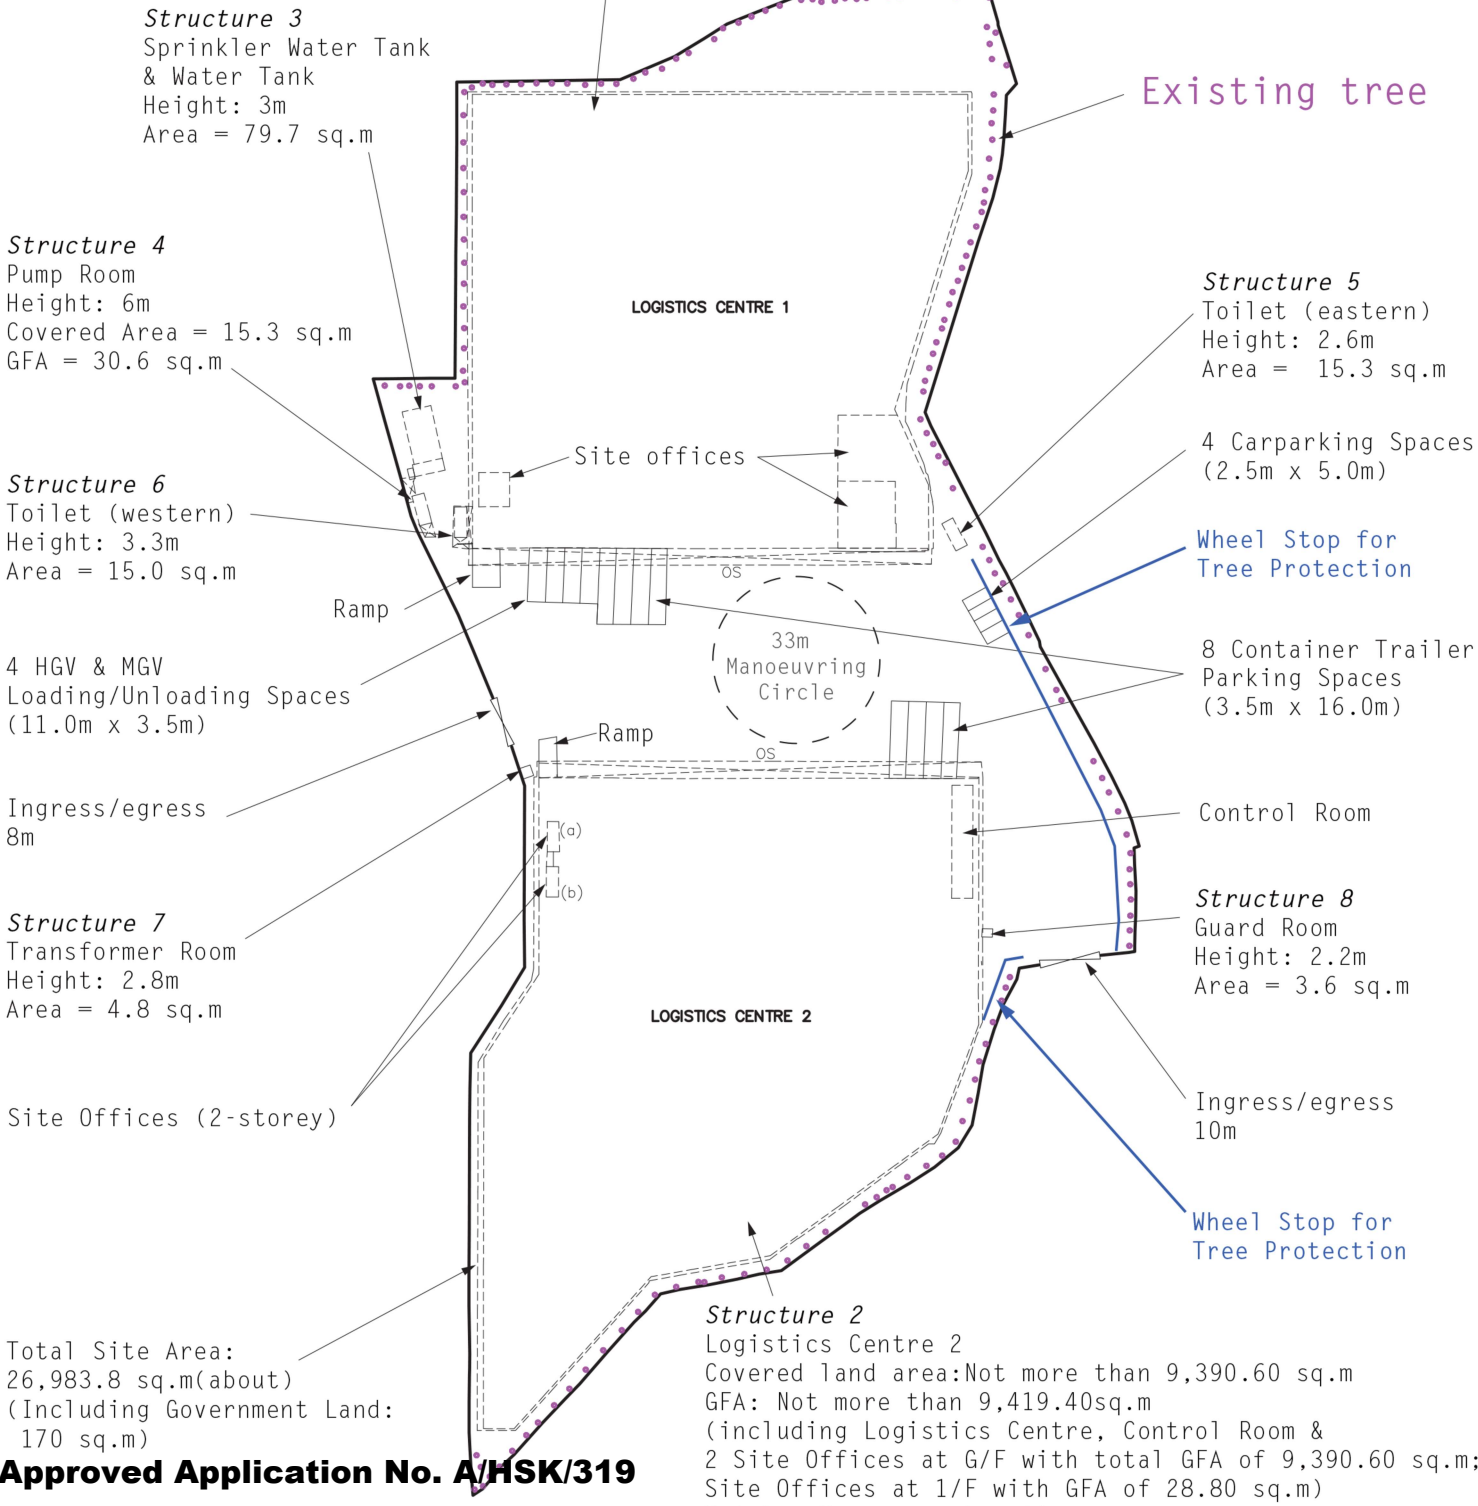 Structure 3
Sprinkler Water Tank
& Water Tank
Height: 3m
Area = 79.7 sq.m
Existing tree
Structure 4
Pump Room
Height: 6m
Covered Area = 15.3 sq.m
GFA = 30.6 sq.m
LOGISTICS CENTRE 1
Structure 5
Toilet (eastern)
Height: 2.6m
Area = 15.3 sq.m
Site offices
4 Carparking Spaces
(2.5m x 5.0m)
Structure 6
Toilet (western)
Height: 3.3m
Area = 15.0 sq.m
Wheel Stop for
Tree Protection
OS
Ramp
33m
Manoeuvring
Circle
8 Container Trailer
Parking Spaces
(3.5m x 16.0m)
4 HGV & MGV
Loading/Unloading Spaces
(11.0m x 3.5m)
Ramp
OS
Ingress/egress
8m
Control Room
(a)
(b)
Structure 7
Transformer Room
Height: 2.8m
Area = 4.8 sq.m
Structure 8
Guard Room
Height: 2.2m
Area = 3.6 sq.m
LOGISTICS CENTRE 2
Site Offices (2-storey)
Ingress/egress
10m
Wheel Stop for
Tree Protection
Total Site Area:
26,983.8 sq.m(about)
(Including Government Land:
170 sq.m)
Structure 2
Logistics Centre 2
Covered land area:Not more than 9,390.60 sq.m
GFA: Not more than 9,419.40sq.m
(including Logistics Centre, Control Room &
2 Site Offices at G/F with total GFA of 9,390.60 sq.m;
Site Offices at 1/F with GFA of 28.80 sq.m)
Approved Application No. A/HSK/319